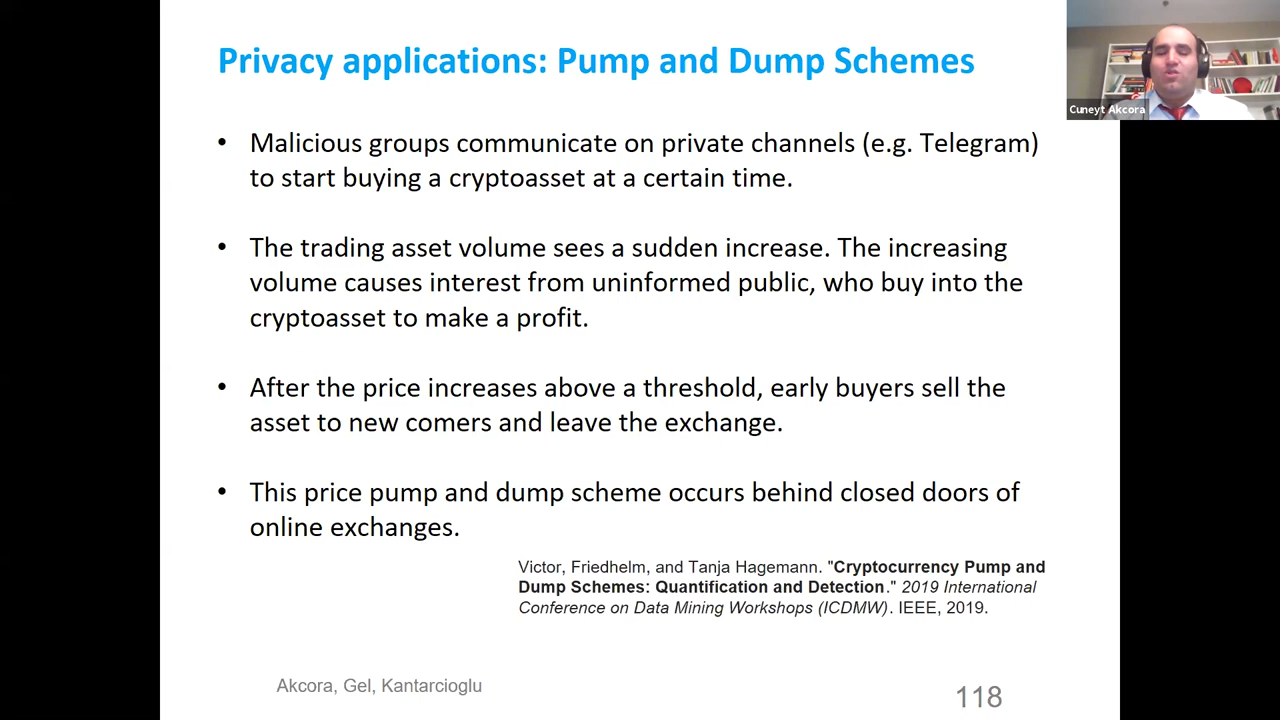 Privacy applications: Pump and Dump Schemes
Cuneyt Akcora
• Malicious groups communicate on private channels (e.g. Telegram)
to start buying a cryptoasset at a certain time.
• The trading asset volume sees a sudden increase. The increasing
volume causes interest from uninformed public, who buy into the
cryptoasset to make a profit.
• After the price increases above a threshold, early buyers sell the
asset to new comers and leave the exchange.
• This price pump and dump scheme occurs behind closed doors of
online exchanges.
Victor, Friedhelm, and Tanja Hagemann. "Cryptocurrency Pump and
Dump Schemes: Quantification and Detection." 2019 International
Conference on Data Mining Workshops (ICDMW). IEEE, 2019.
Akcora, Gel, Kantarcioglu
118